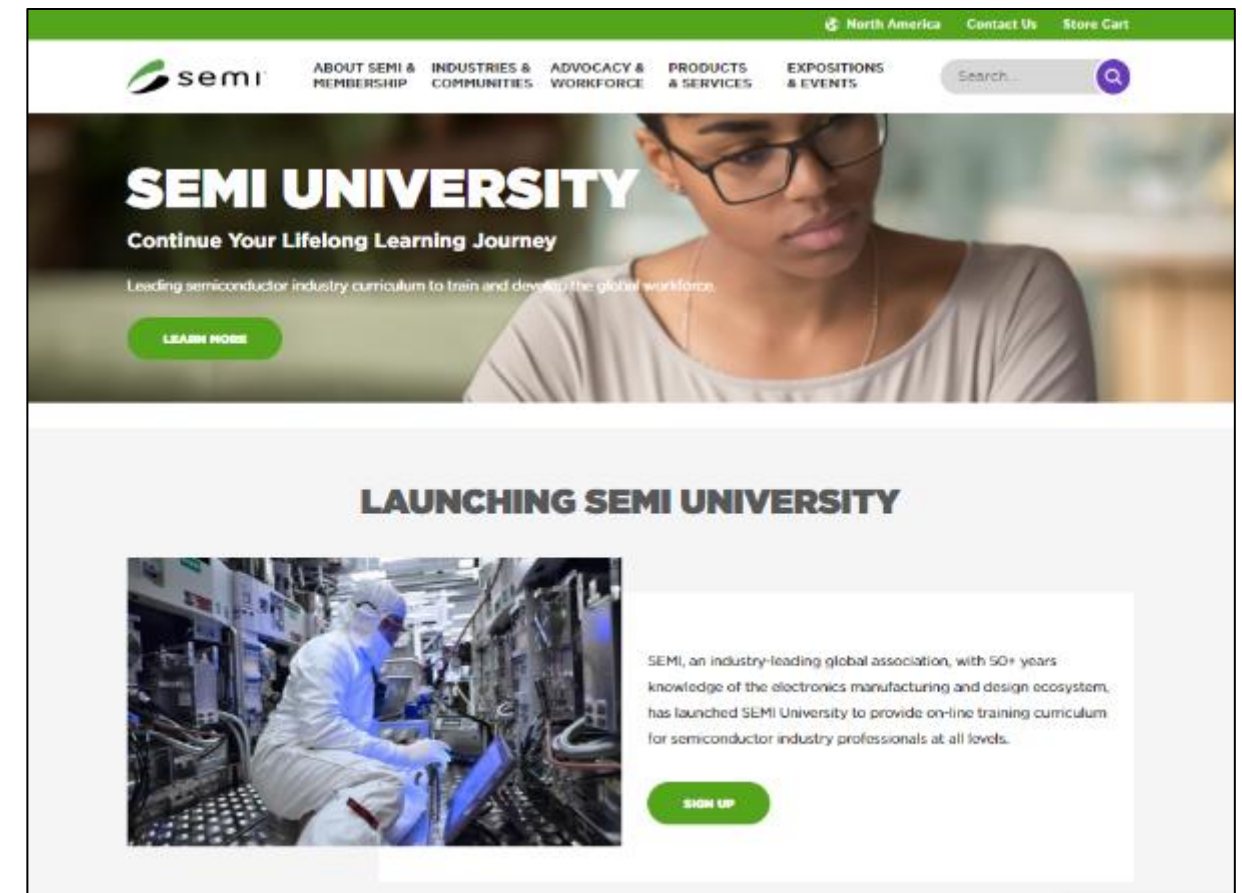 North America Contact Us Store Cart
semi
ABOUT SEMI & MEMBERSHIP
INDUSTRIES & COMMUNITIES
ADVOCACY & WORKFORCE
PRODUCTS & SERVICES
EXPOSITIONS & EVENTS
Search...
SEMI UNIVERSITY
Continue Your Lifelong Learning Journey
Leading semiconductor industry curriculum to train and develop the global workforce.
LEARN MORE
LAUNCHING SEMI UNIVERSITY
SEMI, an industry-leading global association, with 50+ years
knowledge of the electronics manufacturing and design ecosystem,
has launched SEMI University to provide on-line training curriculum
for semiconductor industry professionals at all levels.
SIGN UP